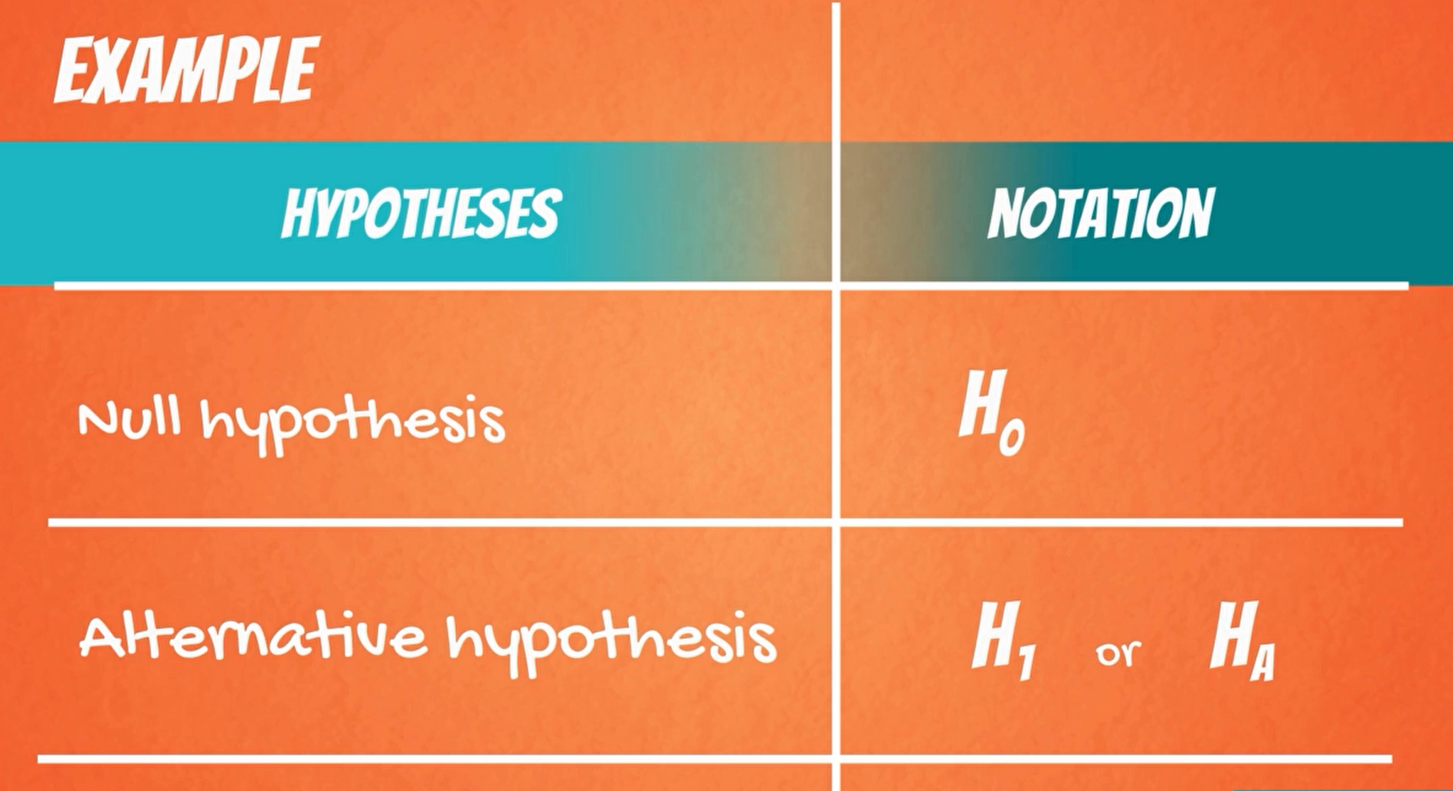 EXAMPLE
HYPOTHESES NOTATION
Null hypothesis H₀
Alternative hypothesis H₁ or Hₐ